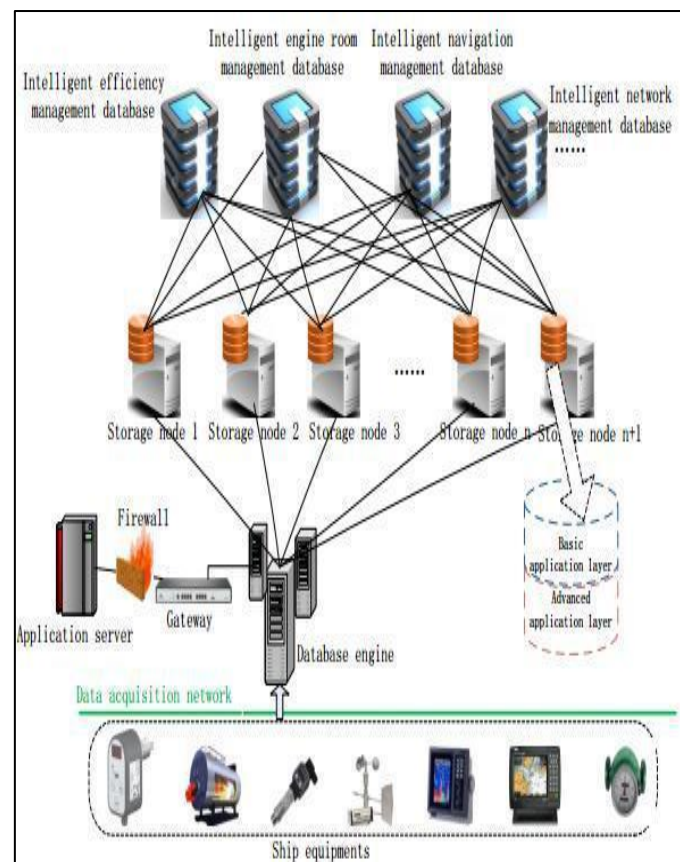 Intelligent engine room
management database
Intelligent navigation
management database
Intelligent efficiency
management database
Intelligent network
management database
......
......
Storage node 1
Storage node 2
Storage node 3
Storage node n
Storage node n+1
Firewall
Application server
Gateway
Database engine
Basic
application layer
Advanced
application layer
Data acquisition network
Ship equipments